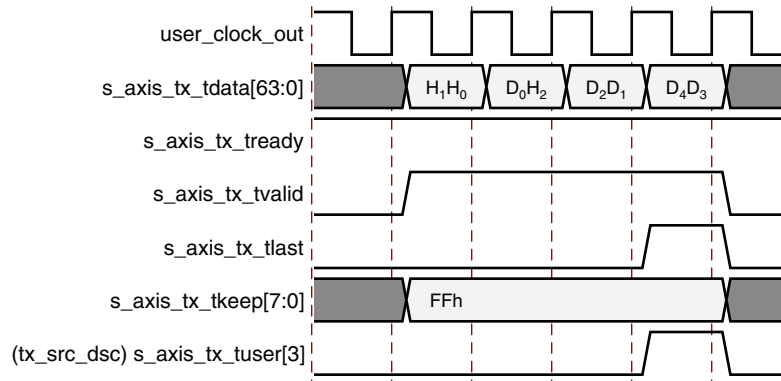 user_clock_out
s_axis_tx_tdata[63:0] H₁H₀ D₀H₂ D₂D₁ D₄D₃
s_axis_tx_tready
s_axis_tx_tvalid
s_axis_tx_tlast
s_axis_tx_tkeep[7:0] FFh
(tx_src_dsc) s_axis_tx_tuser[3]